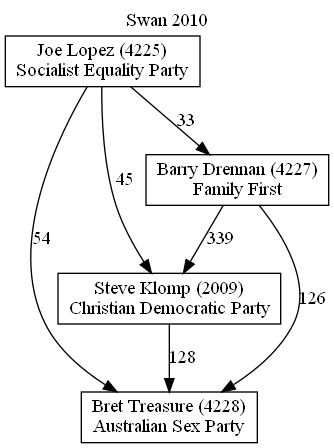 Swan 2010
Joe Lopez (4225)
Socialist Equality Party
33
Barry Drennan (4227)
Family First
45
54
339
Steve Klomp (2009)
Christian Democratic Party
126
128
Bret Treasure (4228)
Australian Sex Party